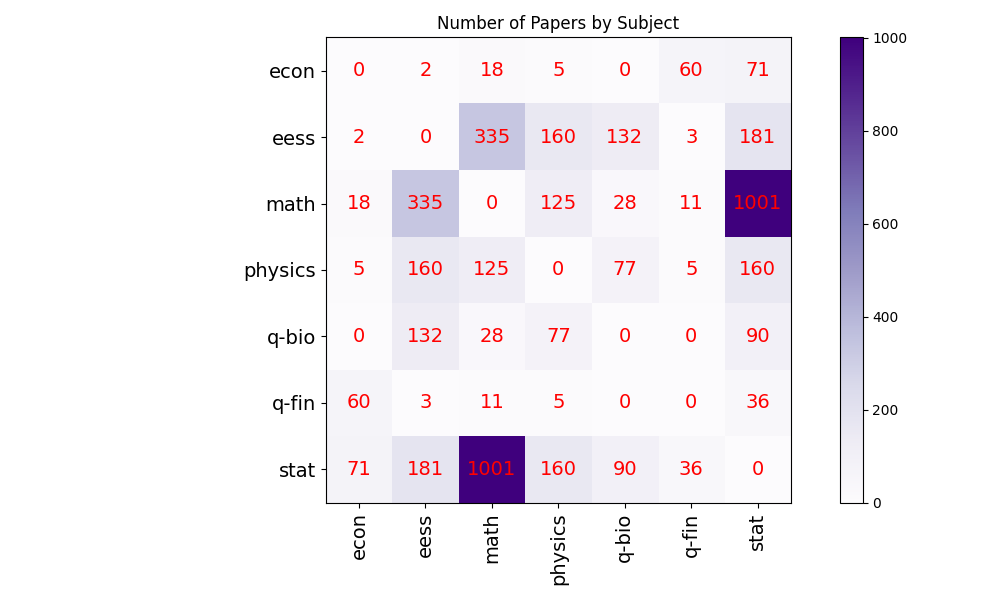 Number of Papers by Subject
econ 0 2 18 5 0 60 71
eess 2 0 335 160 132 3 181
math 18 335 0 125 28 11 1001
physics 5 160 125 0 77 5 160
q-bio 0 132 28 77 0 0 90
q-fin 60 3 11 5 0 0 36
stat 71 181 1001 160 90 36 0
econ eess math physics q-bio q-fin stat
1000
800
600
400
200
0